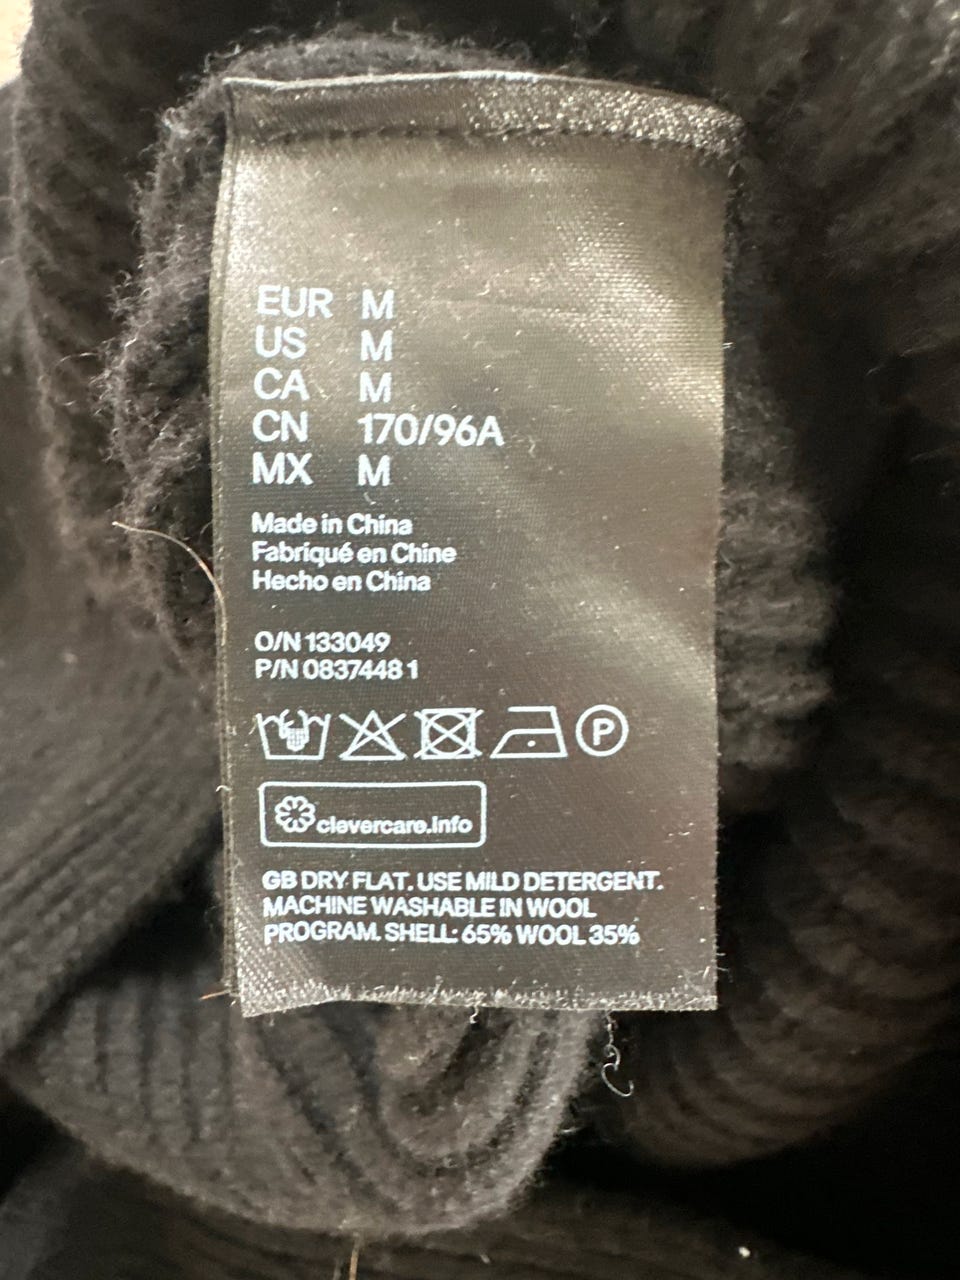 EUR M
US M
CA M
CN 170/96A
MX M
Made in China
Fabriqué en Chine
Hecho en China
O/N 133049
P/N 0837448 1
P
clevercare.info
GB DRY FLAT. USE MILD DETERGENT.
MACHINE WASHABLE IN WOOL
PROGRAM. SHELL: 65% WOOL 35%